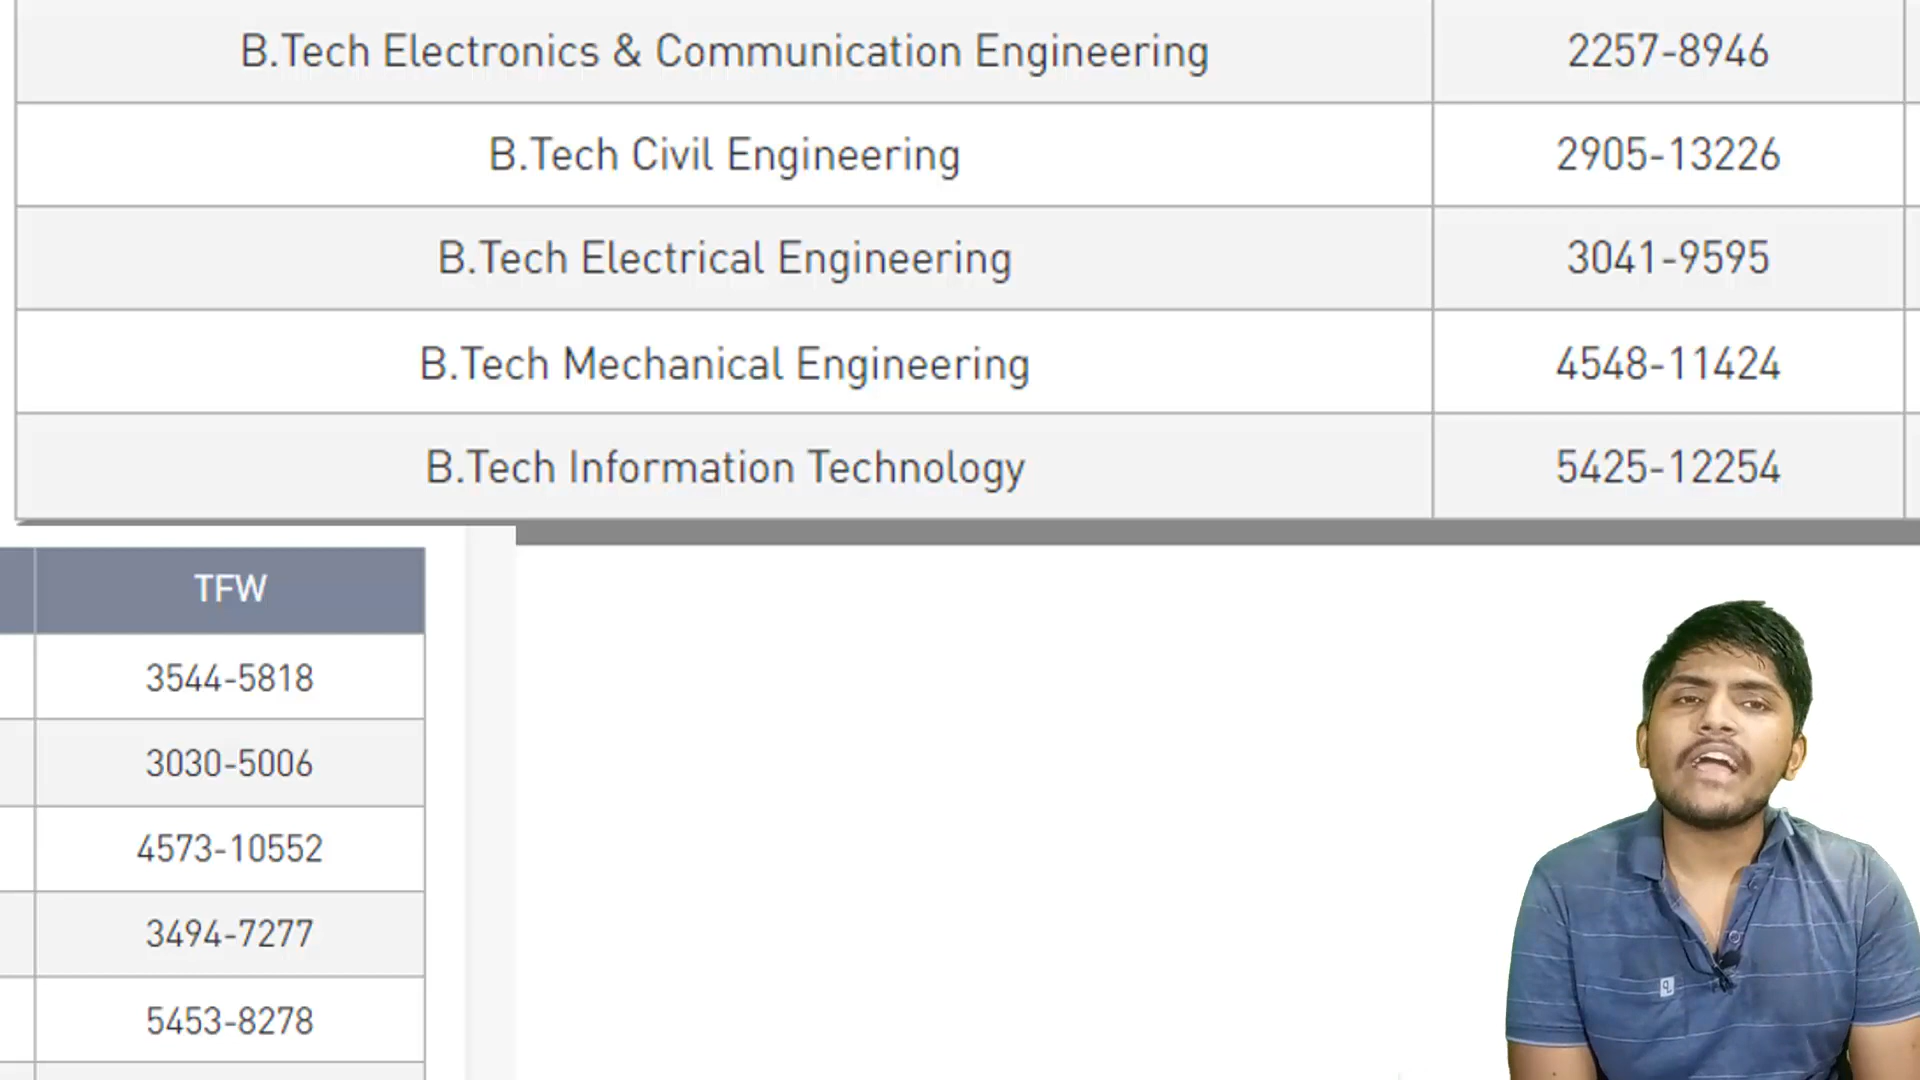 B.Tech Electronics & Communication Engineering 2257-8946
B.Tech Civil Engineering 2905-13226
B.Tech Electrical Engineering 3041-9595
B.Tech Mechanical Engineering 4548-11424
B.Tech Information Technology 5425-12254
TFW
3544-5818
3030-5006
4573-10552
3494-7277
5453-8278